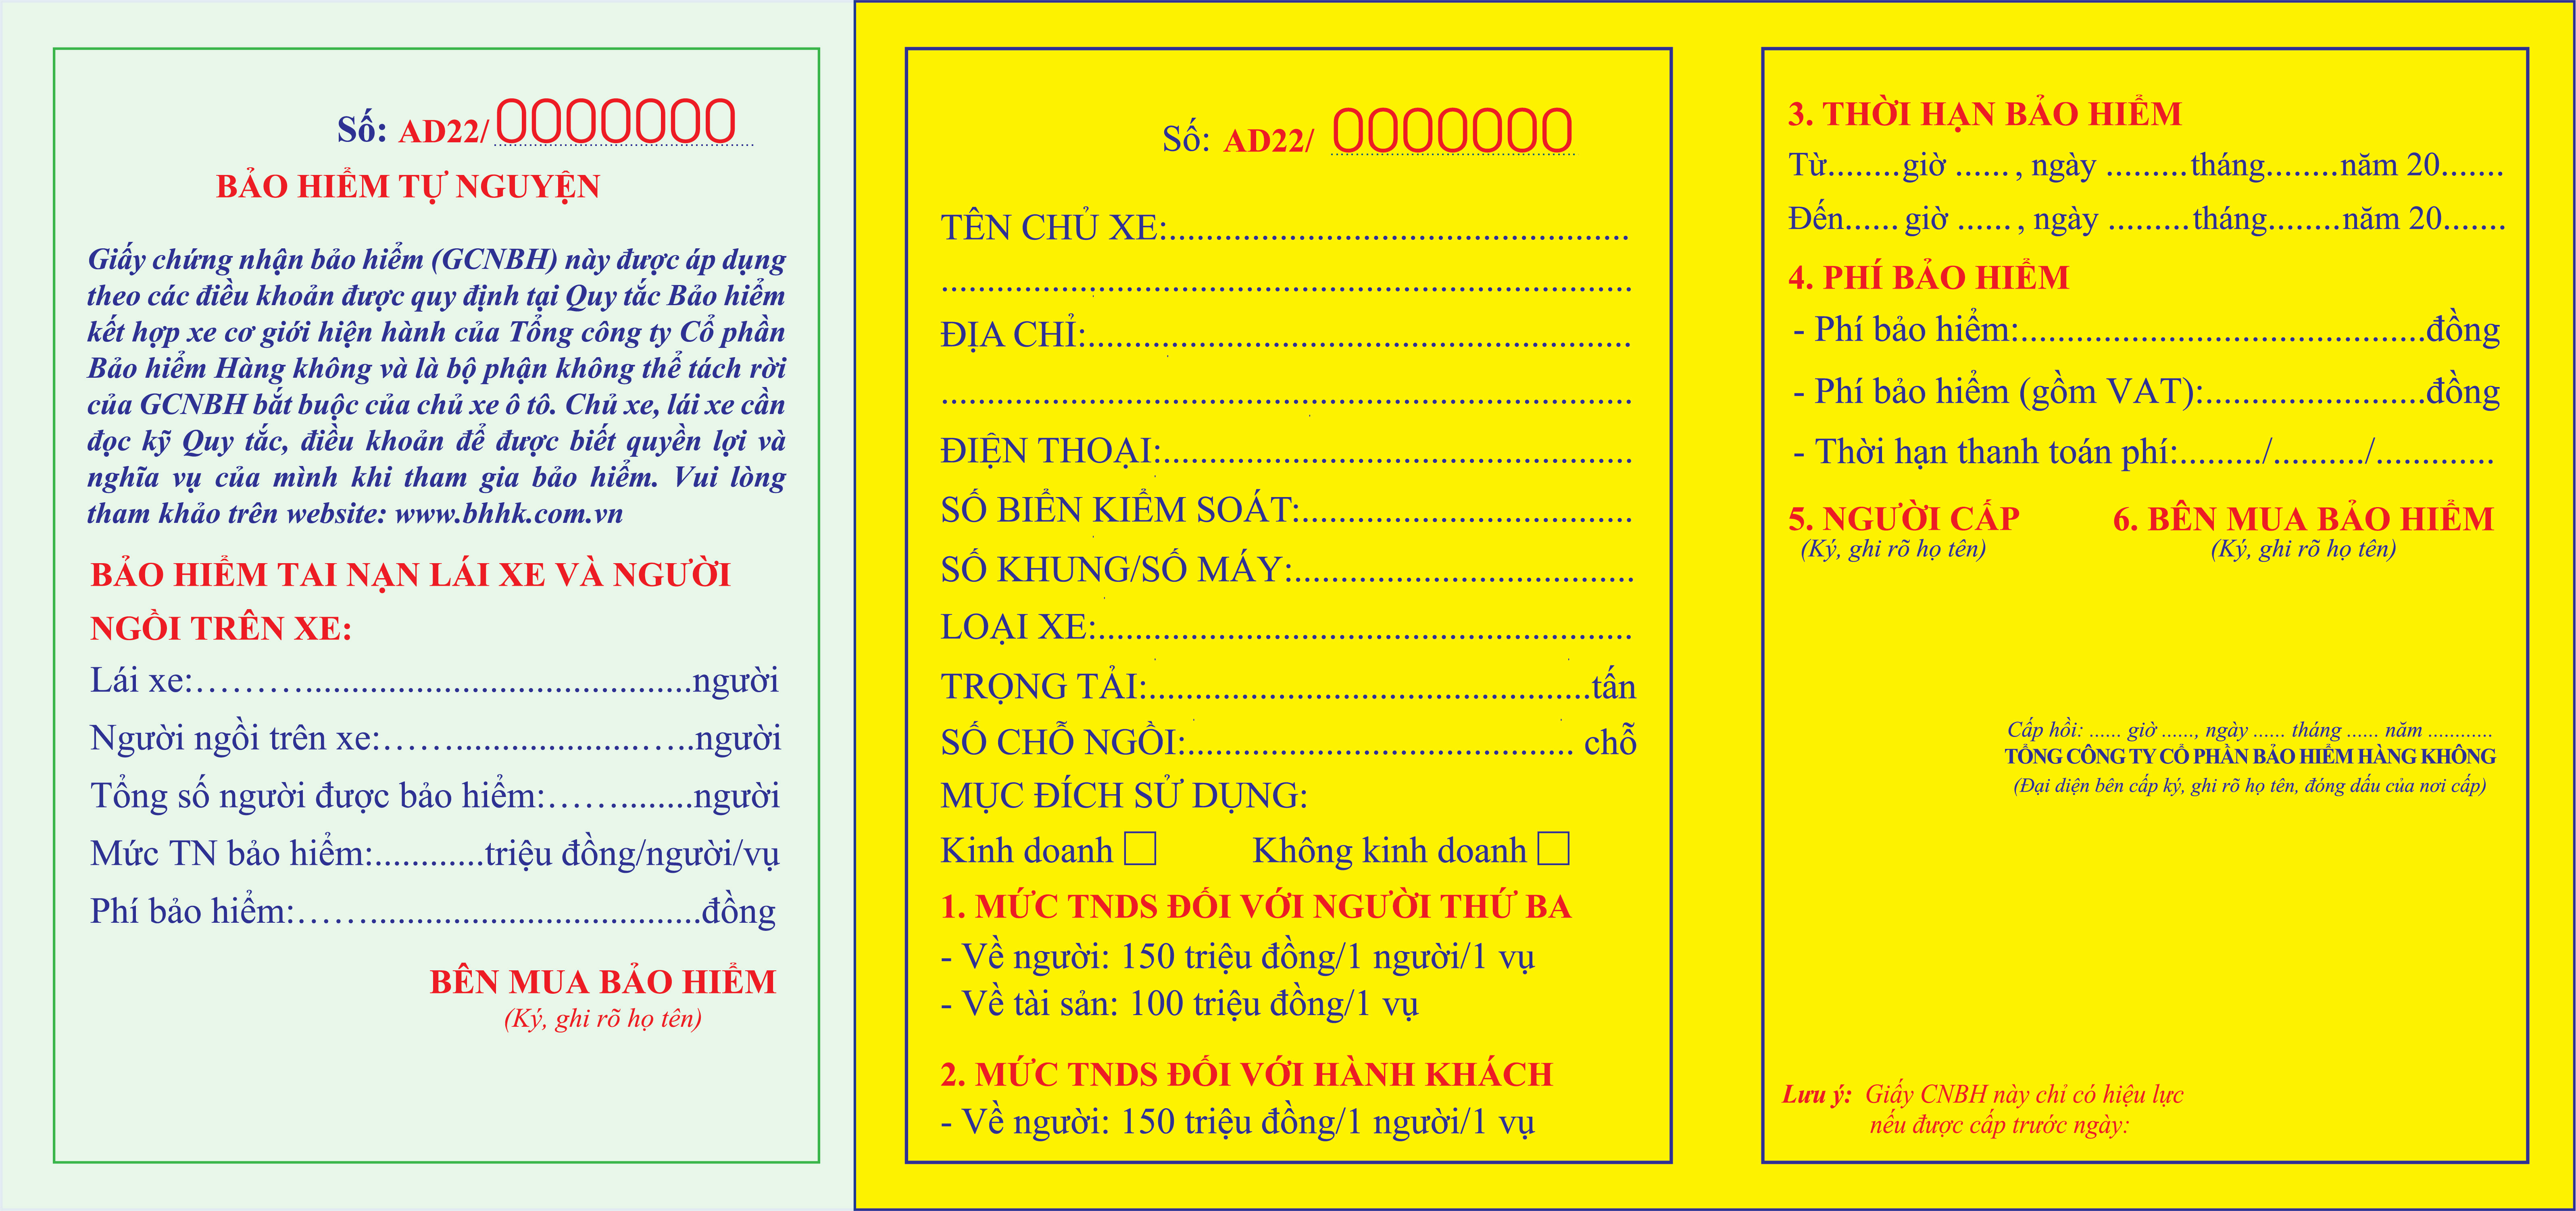 Số: AD22/0000000
BẢO HIỂM TỰ NGUYỆN
Giấy chứng nhận bảo hiểm (GCNBH) này được áp dụng
theo các điều khoản được quy định tại Quy tắc Bảo hiểm
kết hợp xe cơ giới hiện hành của Tổng công ty Cổ phần
Bảo hiểm Hàng không và là bộ phận không thể tách rời
của GCNBH bắt buộc của chủ xe ô tô. Chủ xe, lái xe cần
đọc kỹ Quy tắc, điều khoản để được biết quyền lợi và
nghĩa vụ của mình khi tham gia bảo hiểm. Vui lòng
tham khảo trên website: www.bhhk.com.vn
BẢO HIỂM TAI NẠN LÁI XE VÀ NGƯỜI
NGỒI TRÊN XE:
Lái xe:..................................................người
Người ngồi trên xe:..............................người
Tổng số người được bảo hiểm:..............người
Mức TN bảo hiểm:............triệu đồng/người/vụ
Phí bảo hiểm:..........................................đồng
BÊN MUA BẢO HIỂM
(Ký, ghi rõ họ tên)
Số: AD22/ 0000000
TÊN CHỦ XE:..................................................
...........................................................................
ĐỊA CHỈ:...........................................................
...........................................................................
ĐIỆN THOẠI:...................................................
SỐ BIỂN KIỂM SOÁT:....................................
SỐ KHUNG/SỐ MÁY:.....................................
LOẠI XE:..........................................................
TRỌNG TẢI:................................................tấn
SỐ CHỖ NGỒI:.......................................... chỗ
MỤC ĐÍCH SỬ DỤNG:
Kinh doanh □ Không kinh doanh □
1. MỨC TNDS ĐỐI VỚI NGƯỜI THỨ BA
- Về người: 150 triệu đồng/1 người/1 vụ
- Về tài sản: 100 triệu đồng/1 vụ
2. MỨC TNDS ĐỐI VỚI HÀNH KHÁCH
- Về người: 150 triệu đồng/1 người/1 vụ
3. THỜI HẠN BẢO HIỂM
Từ........giờ ...... , ngày .........tháng........năm 20.......
Đến...... giờ ...... , ngày .........tháng........năm 20.......
4. PHÍ BẢO HIỂM
- Phí bảo hiểm:............................................đồng
- Phí bảo hiểm (gồm VAT):........................đồng
- Thời hạn thanh toán phí:........./........../.............
5. NGƯỜI CẤP 6. BÊN MUA BẢO HIỂM
(Ký, ghi rõ họ tên) (Ký, ghi rõ họ tên)
Cấp hồi: ...... giờ ......, ngày ...... tháng ...... năm ............
TỔNG CÔNG TY CỔ PHẦN BẢO HIỂM HÀNG KHÔNG
(Đại diện bên cấp ký, ghi rõ họ tên, đóng dấu của nơi cấp)
Lưu ý: Giấy CNBH này chỉ có hiệu lực
nếu được cấp trước ngày: